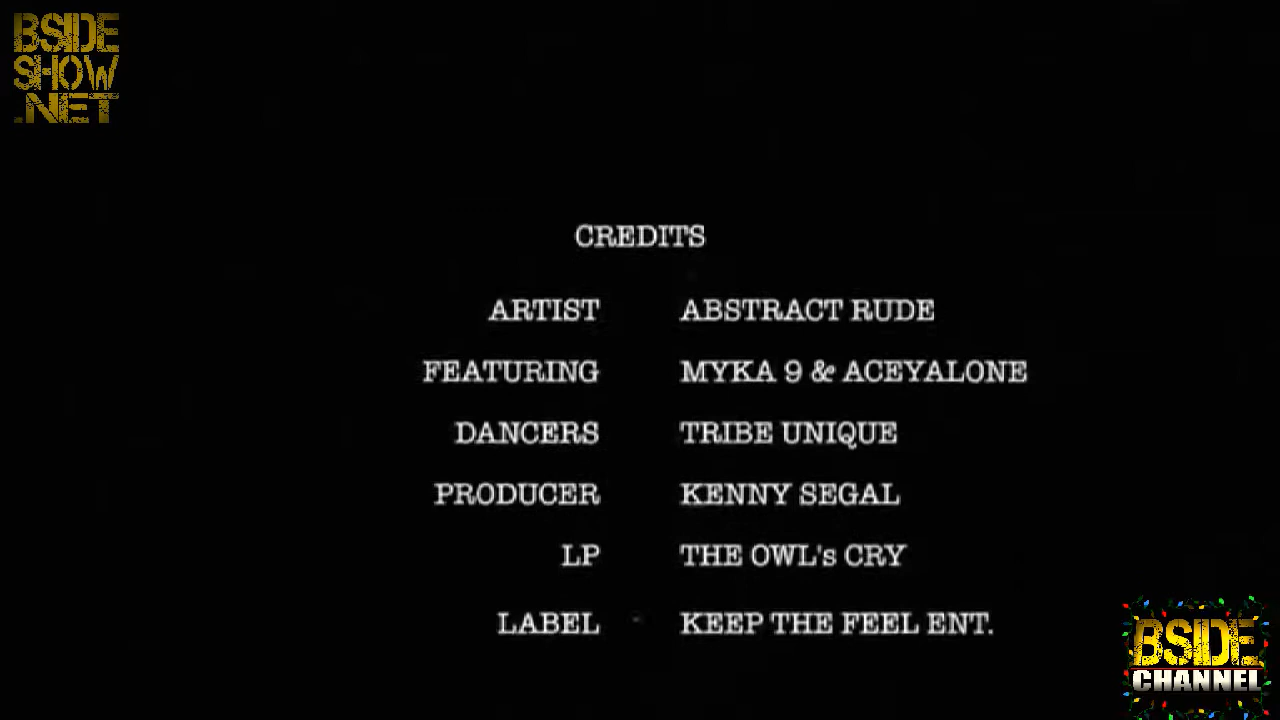 BSIDE
SHOW
.NET
CREDITS
ARTIST ABSTRACT RUDE
FEATURING MYKA 9 & ACEYALONE
DANCERS TRIBE UNIQUE
PRODUCER KENNY SEGAL
LP THE OWL's CRY
LABEL KEEP THE FEEL ENT.
BSIDE
CHANNEL